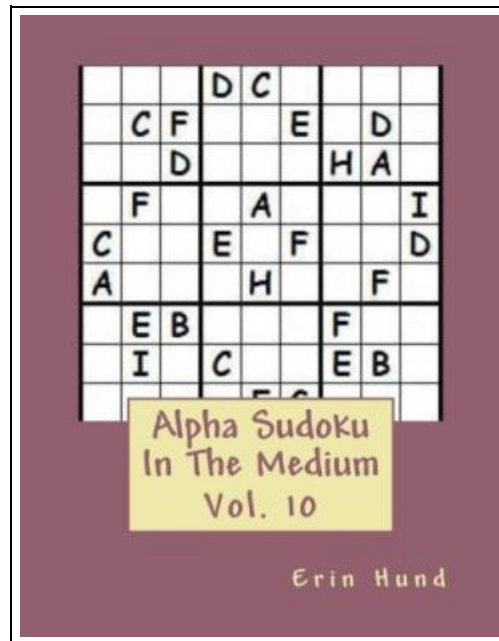 D C
C F E D
D H A
F A I
C E F D
A H F
E B F
I C E B
Alpha Sudoku
In The Medium
Vol. 10
Erin Hund